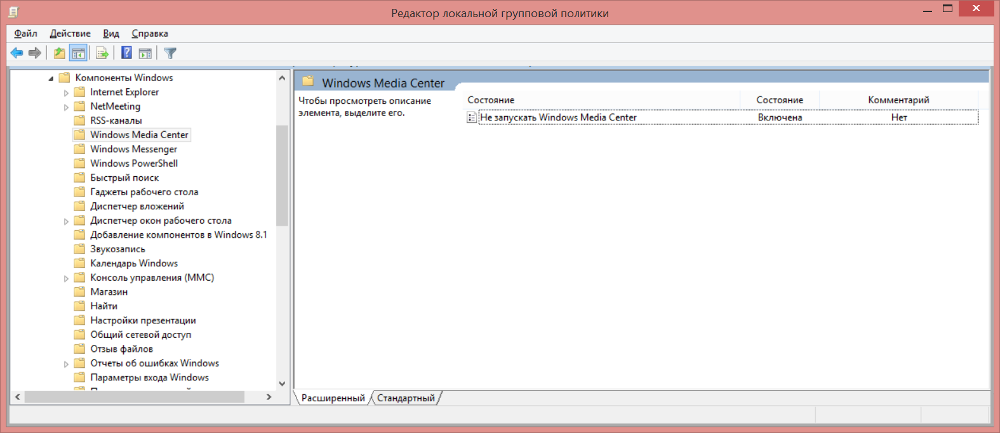 Редактор локальной групповой политики
Файл Действие Вид Справка
Компоненты Windows
Internet Explorer
NetMeeting
RSS-каналы
Windows Media Center
Windows Messenger
Windows PowerShell
Быстрый поиск
Гаджеты рабочего стола
Диспетчер вложений
Диспетчер окон рабочего стола
Добавление компонентов в Windows 8.1
Звукозапись
Календарь Windows
Консоль управления (MMC)
Магазин
Найти
Настройки презентации
Общий сетевой доступ
Отзыв файлов
Отчеты об ошибках Windows
Параметры входа Windows
Windows Media Center
Чтобы просмотреть описание
элемента, выделите его.
Состояние Состояние Комментарий
Не запускать Windows Media Center Включена Нет
Расширенный Стандартный